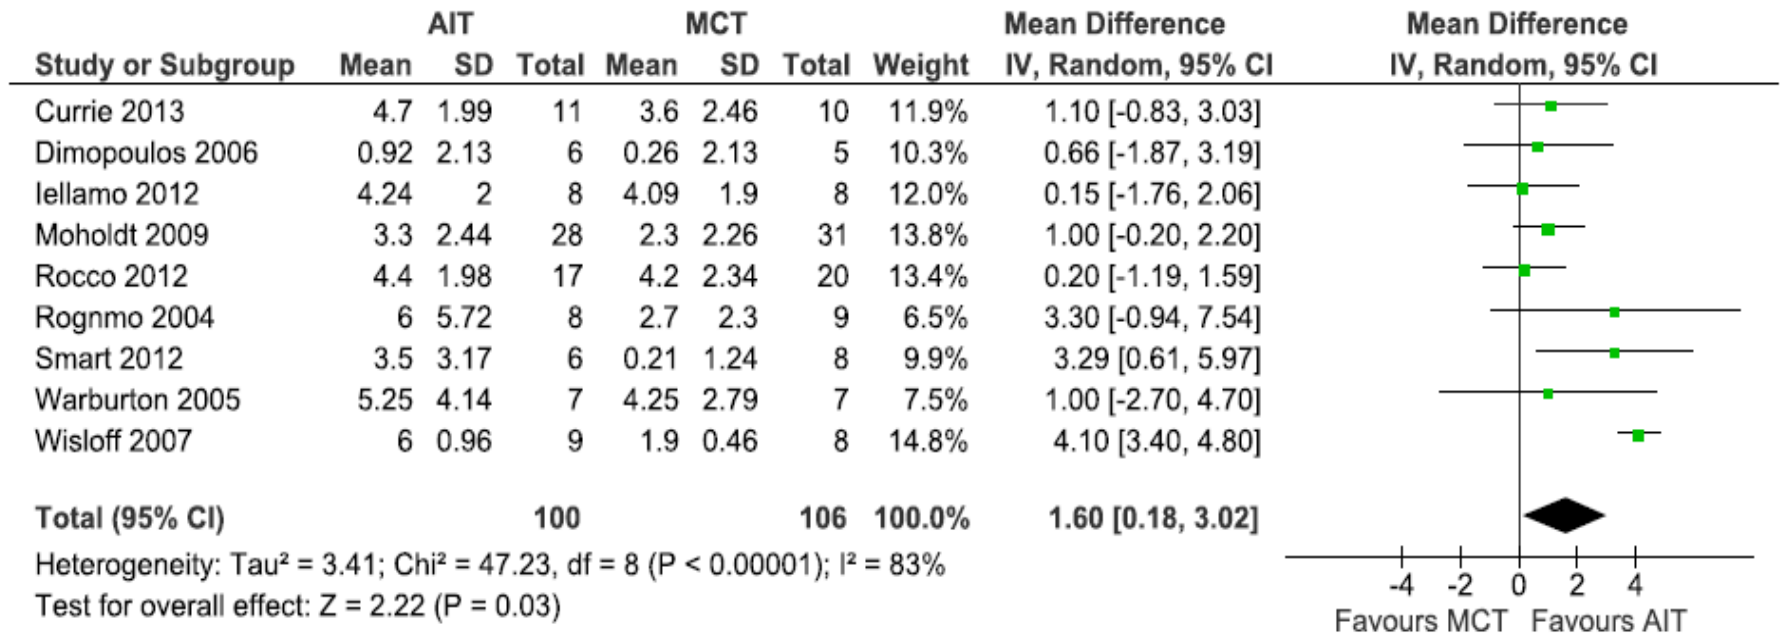 AIT MCT Mean Difference Mean Difference
Study or Subgroup Mean SD Total Mean SD Total Weight IV, Random, 95% CI IV, Random, 95% CI
Currie 2013 4.7 1.99 11 3.6 2.46 10 11.9% 1.10 [-0.83, 3.03]
Dimopoulos 2006 0.92 2.13 6 0.26 2.13 5 10.3% 0.66 [-1.87, 3.19]
Iellamo 2012 4.24 2 8 4.09 1.9 8 12.0% 0.15 [-1.76, 2.06]
Moholdt 2009 3.3 2.44 28 2.3 2.26 31 13.8% 1.00 [-0.20, 2.20]
Rocco 2012 4.4 1.98 17 4.2 2.34 20 13.4% 0.20 [-1.19, 1.59]
Rognmo 2004 6 5.72 8 2.7 2.3 9 6.5% 3.30 [-0.94, 7.54]
Smart 2012 3.5 3.17 6 0.21 1.24 8 9.9% 3.29 [0.61, 5.97]
Warburton 2005 5.25 4.14 7 4.25 2.79 7 7.5% 1.00 [-2.70, 4.70]
Wisloff 2007 6 0.96 9 1.9 0.46 8 14.8% 4.10 [3.40, 4.80]
Total (95% CI) 100 106 100.0% 1.60 [0.18, 3.02]
Heterogeneity: Tau² = 3.41; Chi² = 47.23, df = 8 (P < 0.00001); I² = 83%
Test for overall effect: Z = 2.22 (P = 0.03)
-4 -2 0 2 4
Favours MCT Favours AIT